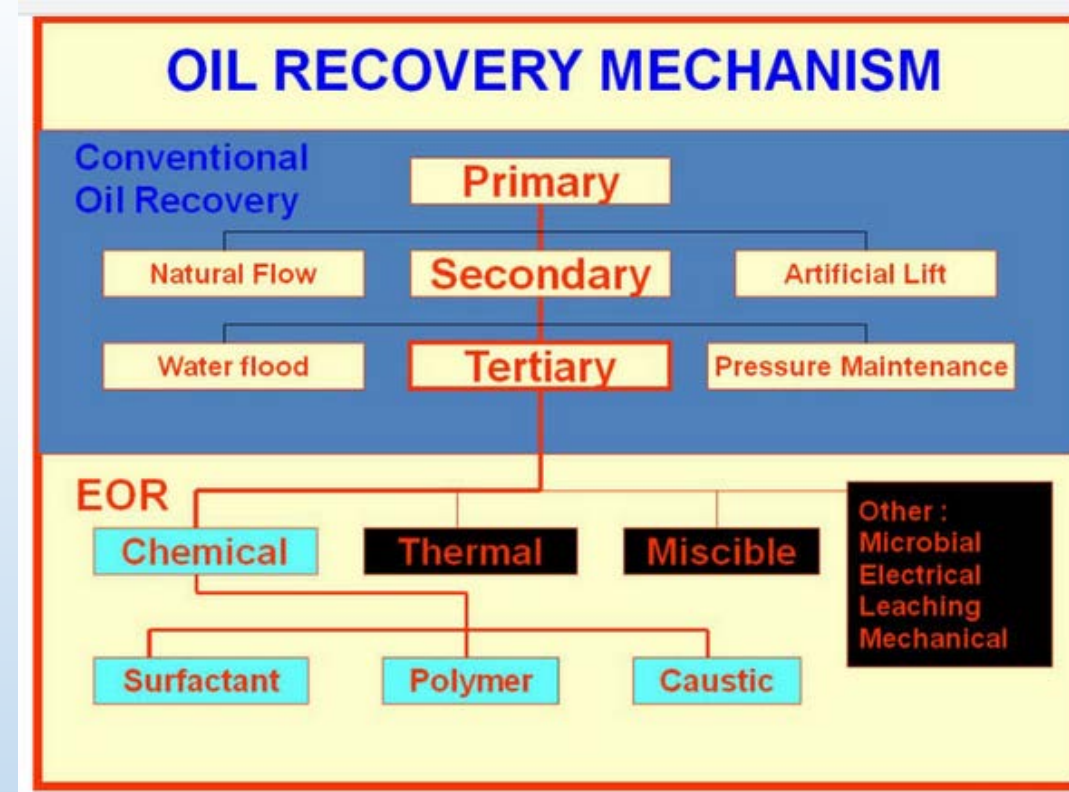 OIL RECOVERY MECHANISM
Conventional
Oil Recovery
Primary
Natural Flow
Secondary
Artificial Lift
Water flood
Tertiary
Pressure Maintenance
EOR
Chemical
Thermal
Miscible
Other :
Microbial
Electrical
Leaching
Mechanical
Surfactant
Polymer
Caustic